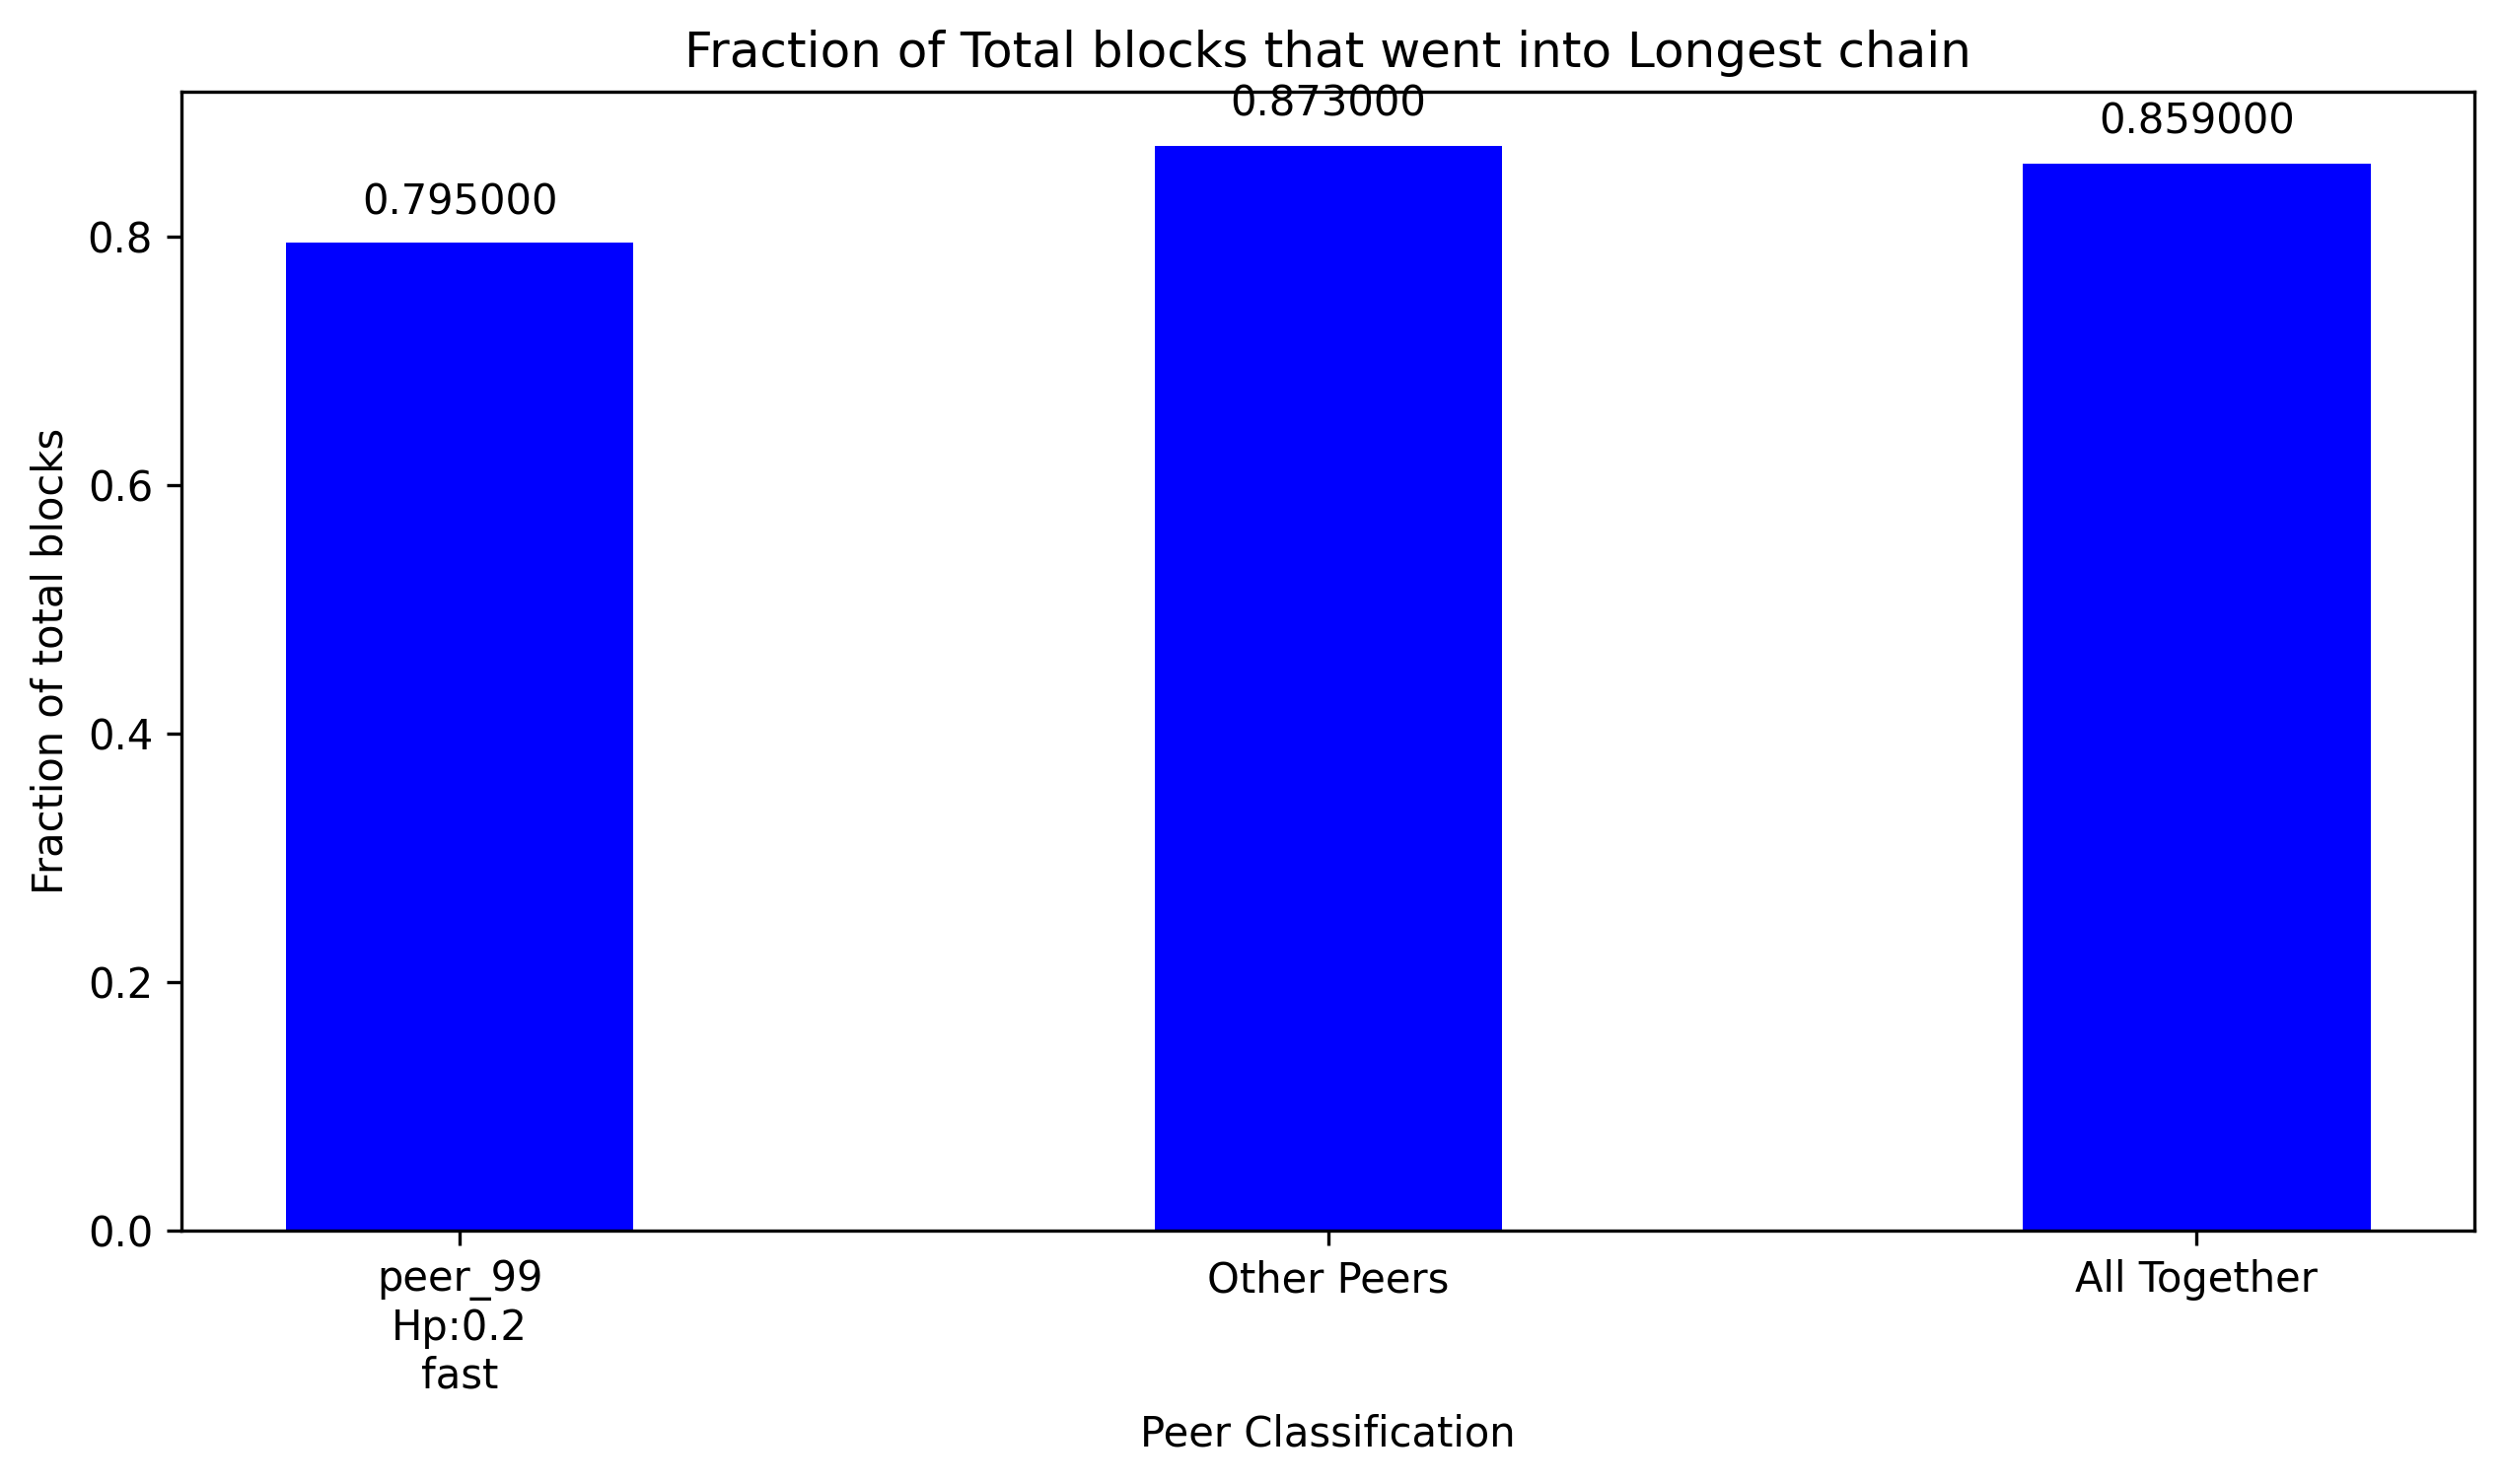 Fraction of Total blocks that went into Longest chain
0.873000
0.859000
0.795000
0.8
0.6
0.4
0.2
0.0
Fraction of total blocks
peer_99
Hp:0.2
fast
Other Peers
All Together
Peer Classification